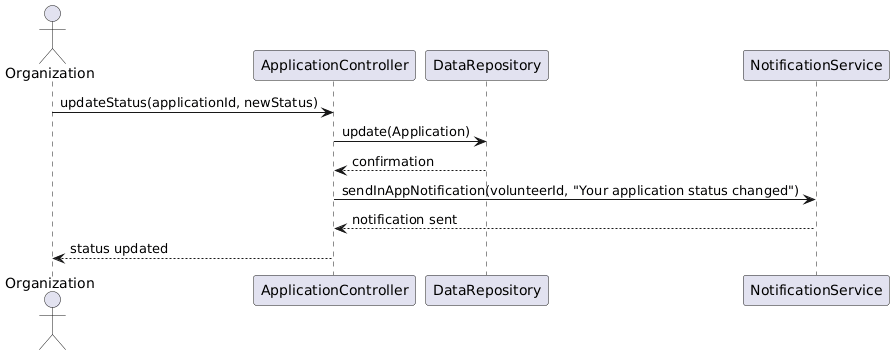 Organization
ApplicationController
DataRepository
NotificationService
updateStatus(applicationId, newStatus)
update(Application)
confirmation
sendInAppNotification(volunteerId, "Your application status changed")
notification sent
status updated
Organization
ApplicationController
DataRepository
NotificationService